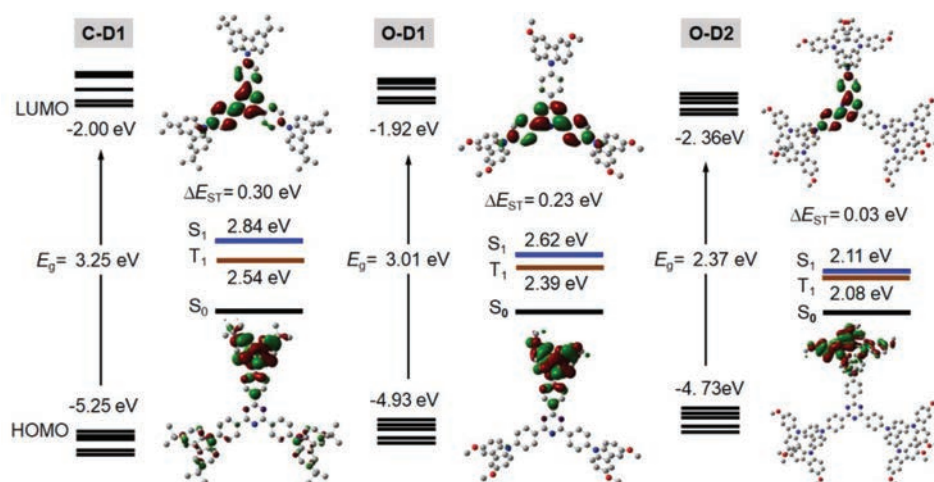 C-D1
LUMO
-2.00 eV
ΔE_ST = 0.30 eV
S₁ 2.84 eV
E_g = 3.25 eV
T₁
2.54 eV
S₀
-5.25 eV
HOMO
O-D1
-1.92 eV
ΔE_ST = 0.23 eV
S₁ 2.62 eV
E_g = 3.01 eV
T₁
2.39 eV
S₀
-4.93 eV
O-D2
-2.36eV
ΔE_ST = 0.03 eV
S₁ 2.11 eV
E_g = 2.37 eV
T₁
2.08 eV
S₀
-4.73eV